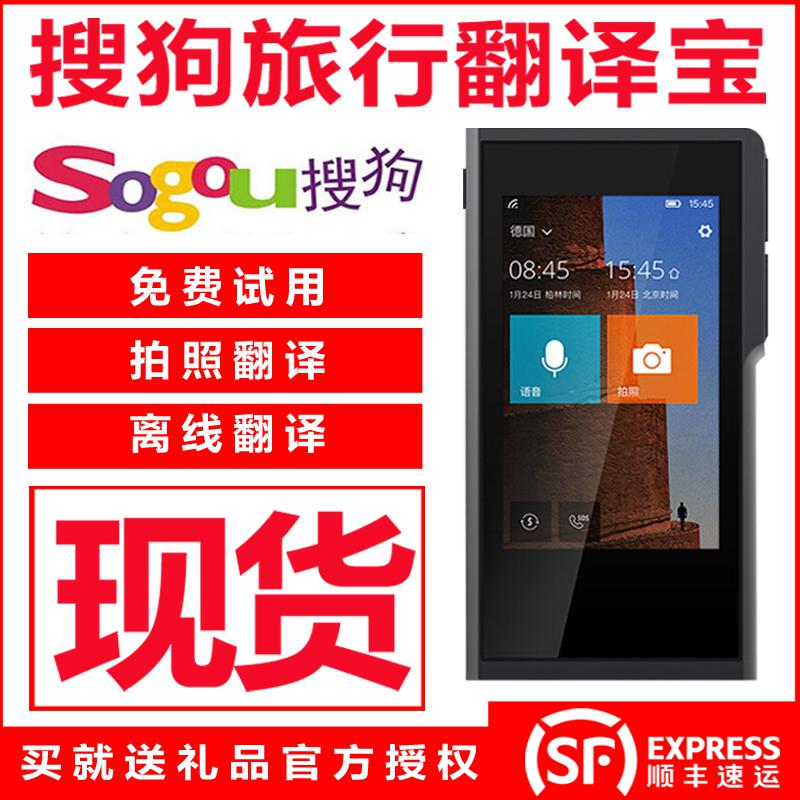 搜狗旅行翻译宝
Sogou搜狗
免费试用
拍照翻译
离线翻译
现货
买就送礼品官方授权
SF EXPRESS
顺丰速运
15:45
德国
08:45 15:45
1月24日 柏林时间 1月24日 北京时间
语音 拍照
$ SOS